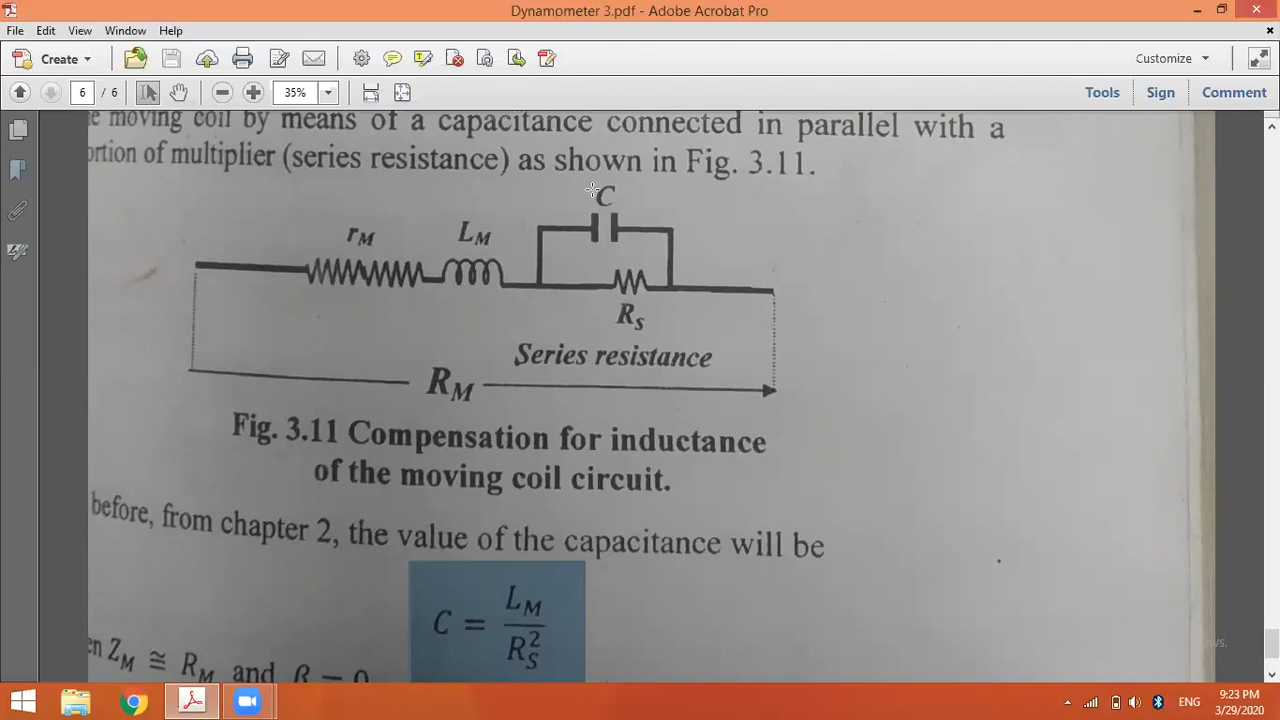 Dynamometer 3.pdf - Adobe Acrobat Pro
File Edit View Window Help
Create Customize
6 / 6 35% Tools Sign Comment
moving coil by means of a capacitance connected in parallel with a
of multiplier (series resistance) as shown in Fig. 3.11.
C
rM LM
RS
Series resistance
RM
Fig. 3.11 Compensation for inductance
of the moving coil circuit.
before, from chapter 2, the value of the capacitance will be
C = LM / RS²
ZM ≅ RM and
ENG 9:23 PM
3/29/2020